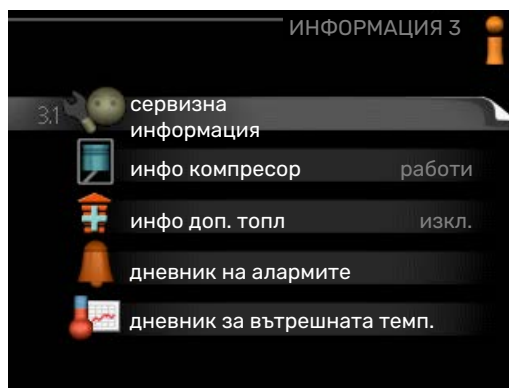 ИНФОРМАЦИЯ 3
3.1 сервизна
информация
инфо компресор работи
инфо доп. топл изкл.
дневник на алармите
дневник за вътрешната темп.